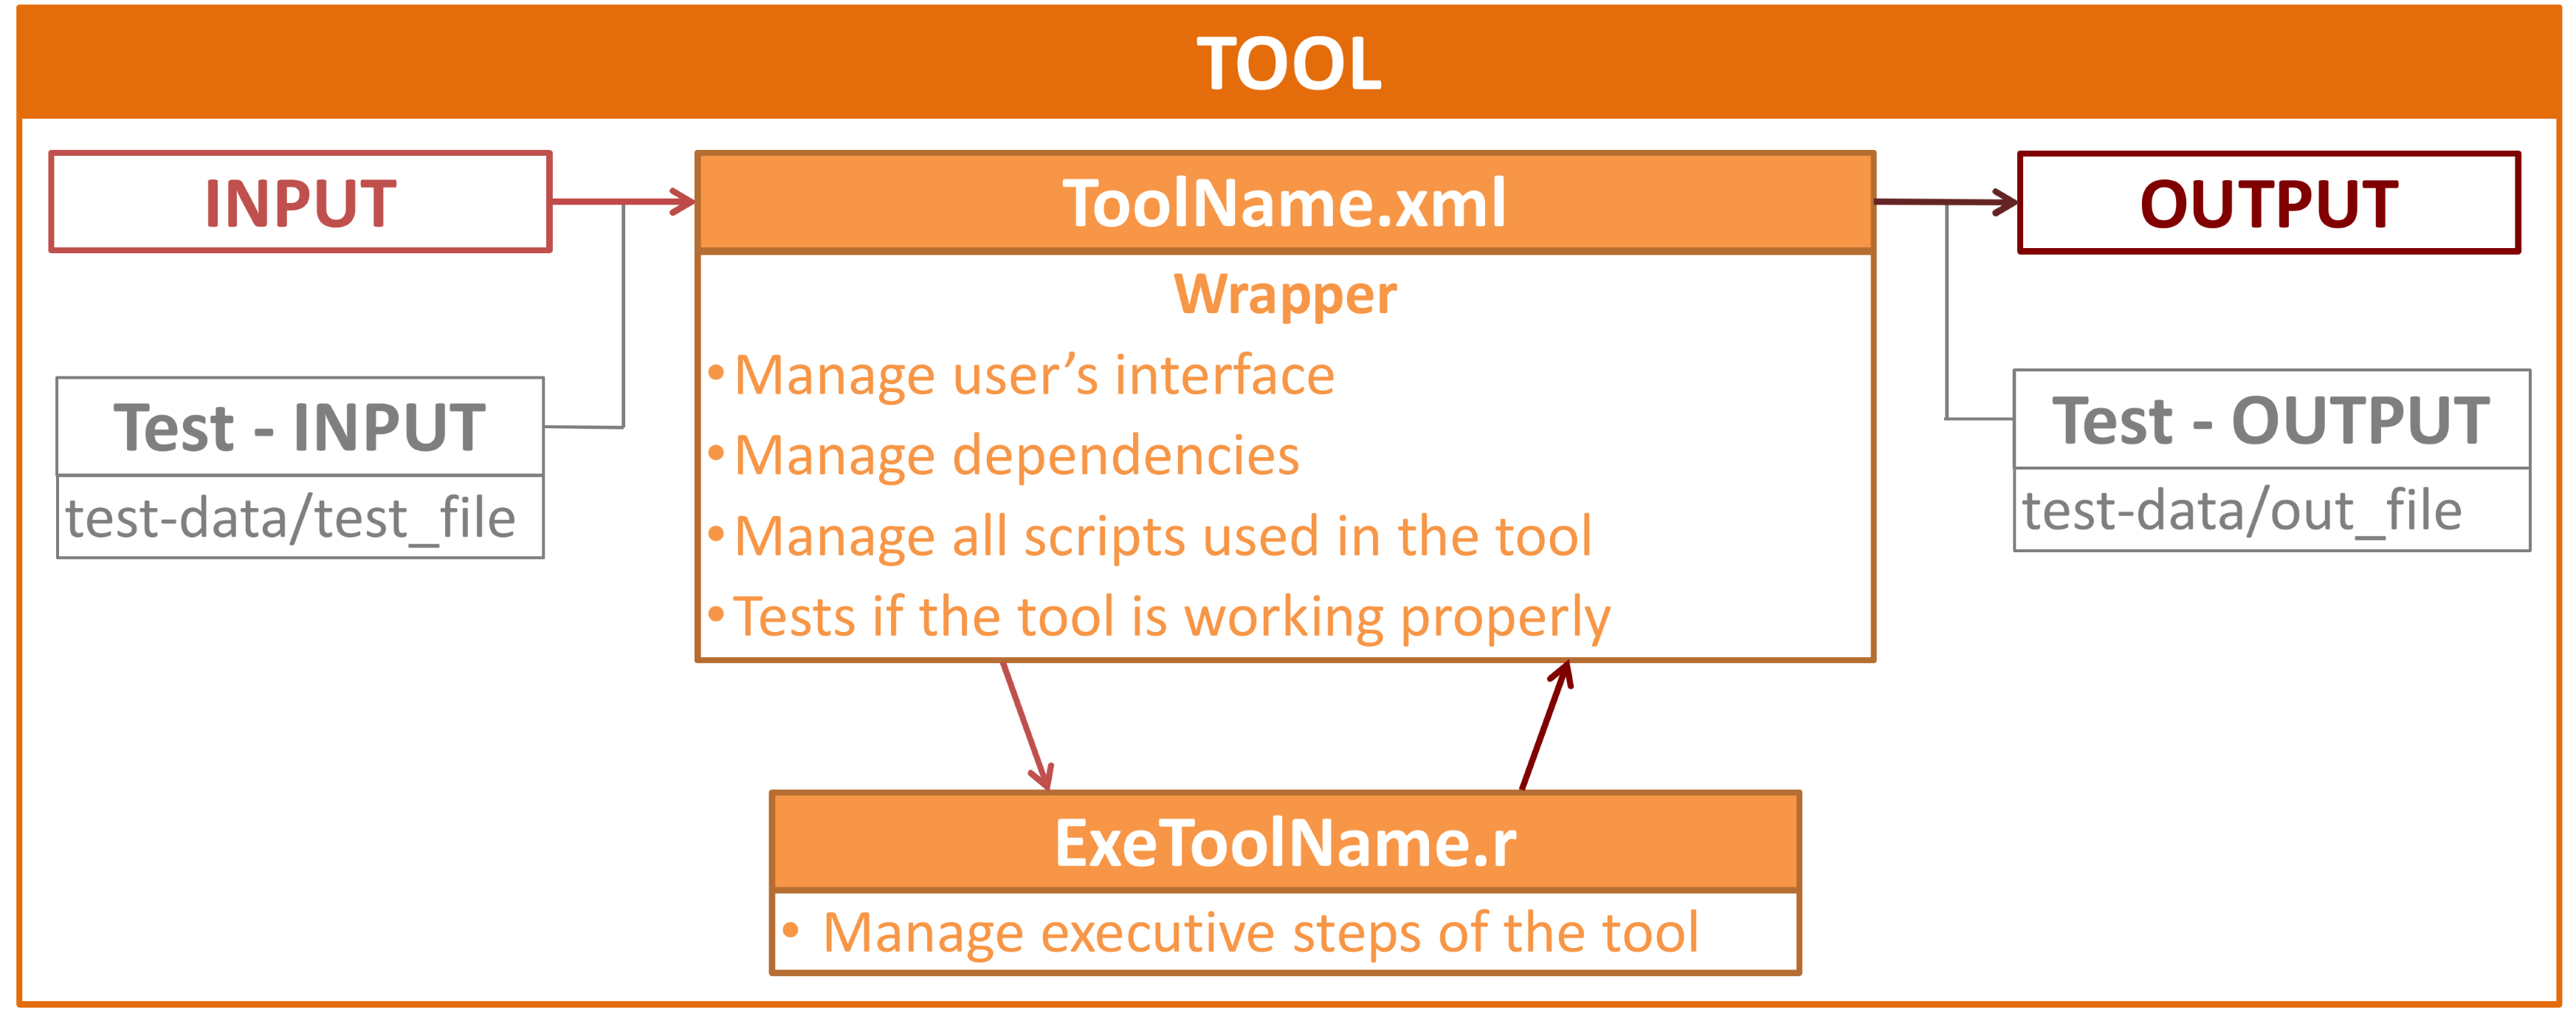 TOOL
INPUT
ToolName.xml
OUTPUT
Wrapper
• Manage user’s interface
• Manage dependencies
• Manage all scripts used in the tool
• Tests if the tool is working properly
Test - INPUT
test-data/test_file
Test - OUTPUT
test-data/out_file
ExeToolName.r
• Manage executive steps of the tool